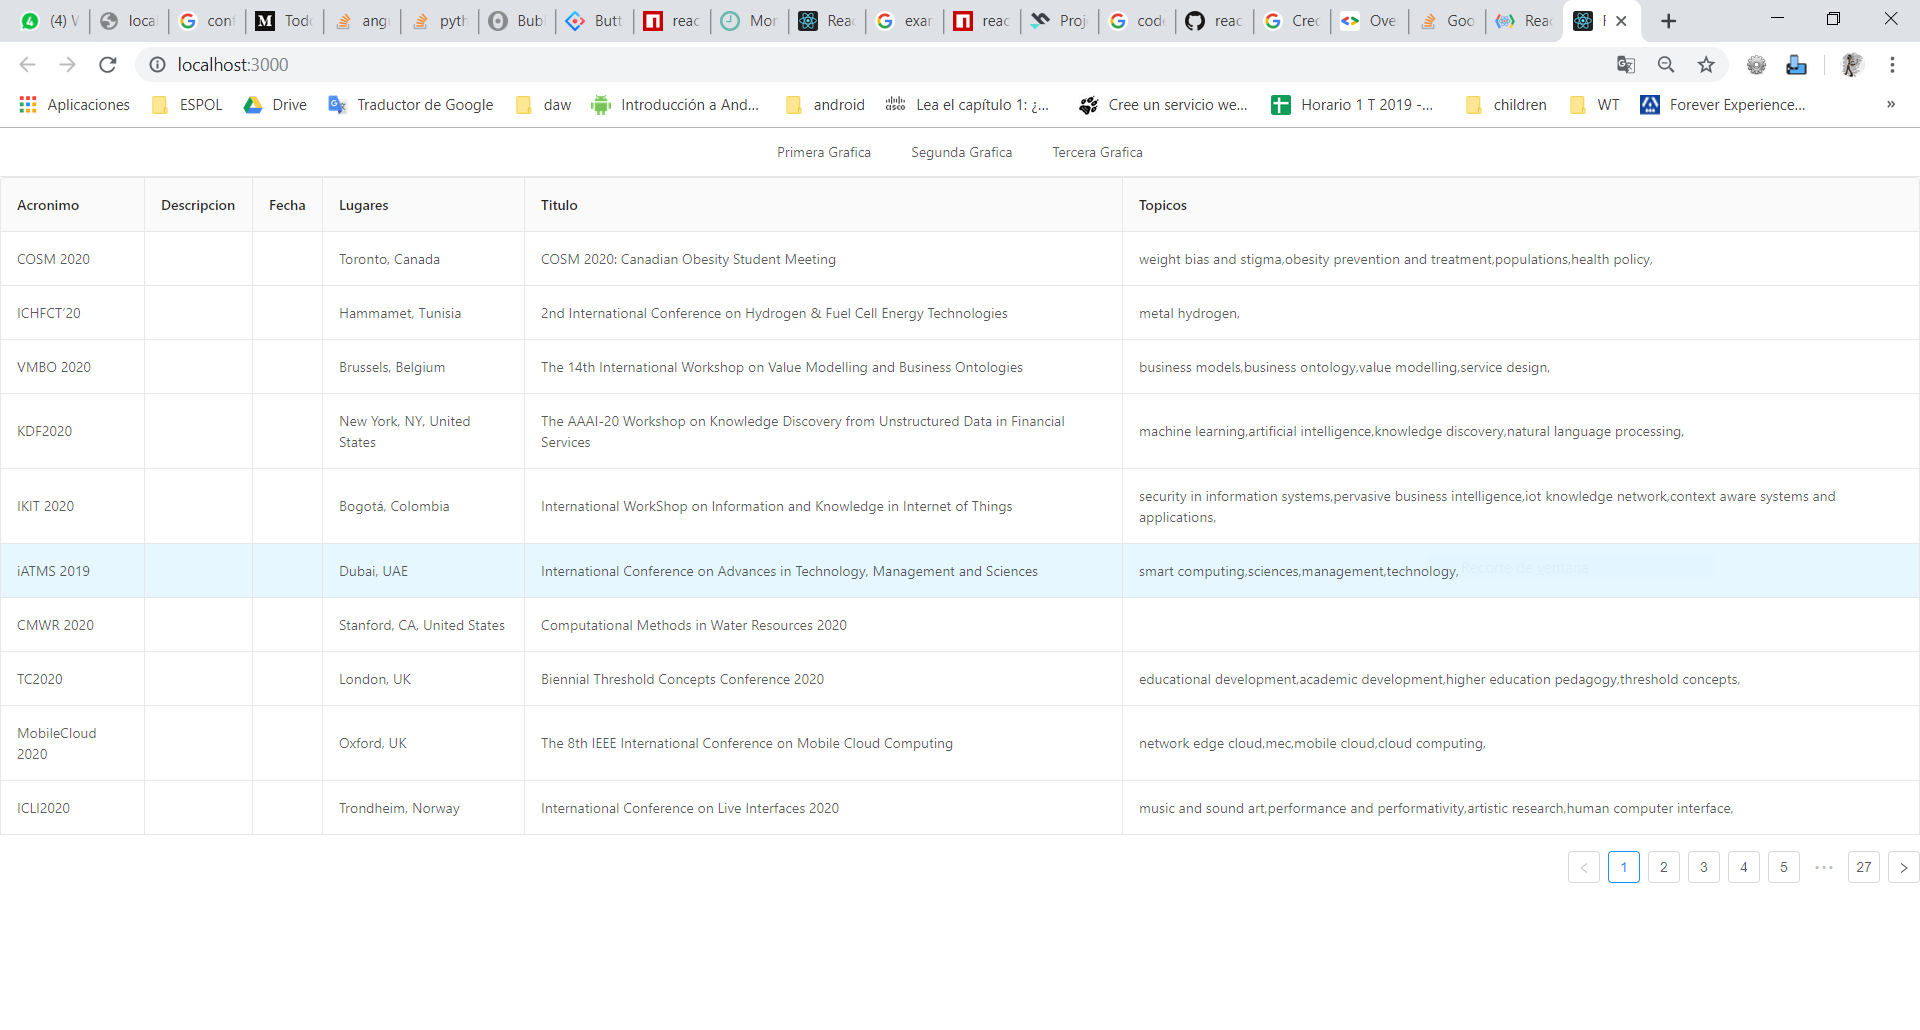 (4) W loca con M Todo ang pyth Bub Butt reac Mor Reac exar reac Proj code reac Crec Ove Goo Reac
localhost:3000
Aplicaciones ESPOL Drive Traductor de Google daw Introducción a And... android Lea el capítulo 1: ¿... Cree un servicio we... Horario 1 T 2019 -... children WT Forever Experience... »
Primera Grafica Segunda Grafica Tercera Grafica
Acronimo Descripcion Fecha Lugares Titulo Topicos
COSM 2020 Toronto, Canada COSM 2020: Canadian Obesity Student Meeting weight bias and stigma,obesity prevention and treatment,populations,health policy,
ICHFCT'20 Hammamet, Tunisia 2nd International Conference on Hydrogen & Fuel Cell Energy Technologies metal hydrogen,
VMBO 2020 Brussels, Belgium The 14th International Workshop on Value Modelling and Business Ontologies business models,business ontology,value modelling,service design,
KDF2020 New York, NY, United
States The AAAI-20 Workshop on Knowledge Discovery from Unstructured Data in Financial
Services machine learning,artificial intelligence,knowledge discovery,natural language processing,
IKIT 2020 Bogotá, Colombia International WorkShop on Information and Knowledge in Internet of Things security in information systems,pervasive business intelligence,iot knowledge network,context aware systems and
applications,
iATMS 2019 Dubai, UAE International Conference on Advances in Technology, Management and Sciences smart computing,sciences,management,technology, Recorte de ventana
CMWR 2020 Stanford, CA, United States Computational Methods in Water Resources 2020
TC2020 London, UK Biennial Threshold Concepts Conference 2020 educational development,academic development,higher education pedagogy,threshold concepts,
MobileCloud
2020 Oxford, UK The 8th IEEE International Conference on Mobile Cloud Computing network edge cloud,mec,mobile cloud,cloud computing,
ICLI2020 Trondheim, Norway International Conference on Live Interfaces 2020 music and sound art,performance and performativity,artistic research,human computer interface,
< 1 2 3 4 5 ••• 27 >